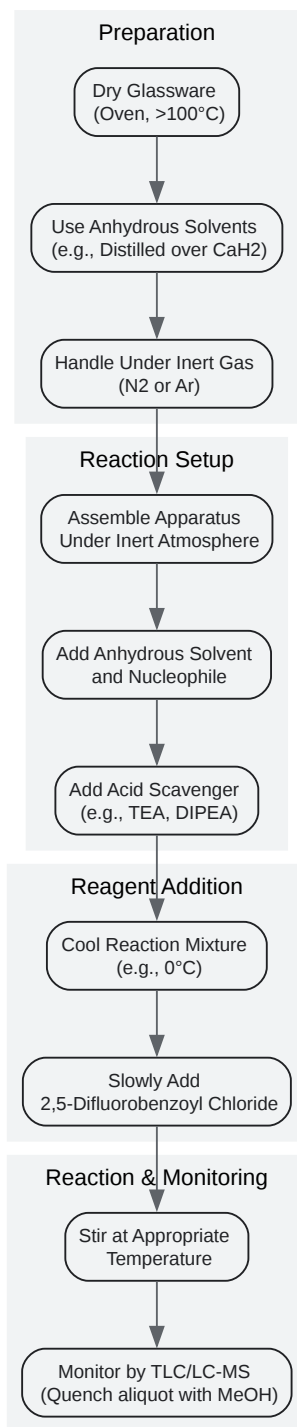 Preparation
Dry Glassware
(Oven, >100°C)
Use Anhydrous Solvents
(e.g., Distilled over CaH2)
Handle Under Inert Gas
(N2 or Ar)
Reaction Setup
Assemble Apparatus
Under Inert Atmosphere
Add Anhydrous Solvent
and Nucleophile
Add Acid Scavenger
(e.g., TEA, DIPEA)
Reagent Addition
Cool Reaction Mixture
(e.g., 0°C)
Slowly Add
2,5-Difluorobenzoyl Chloride
Reaction & Monitoring
Stir at Appropriate
Temperature
Monitor by TLC/LC-MS
(Quench aliquot with MeOH)